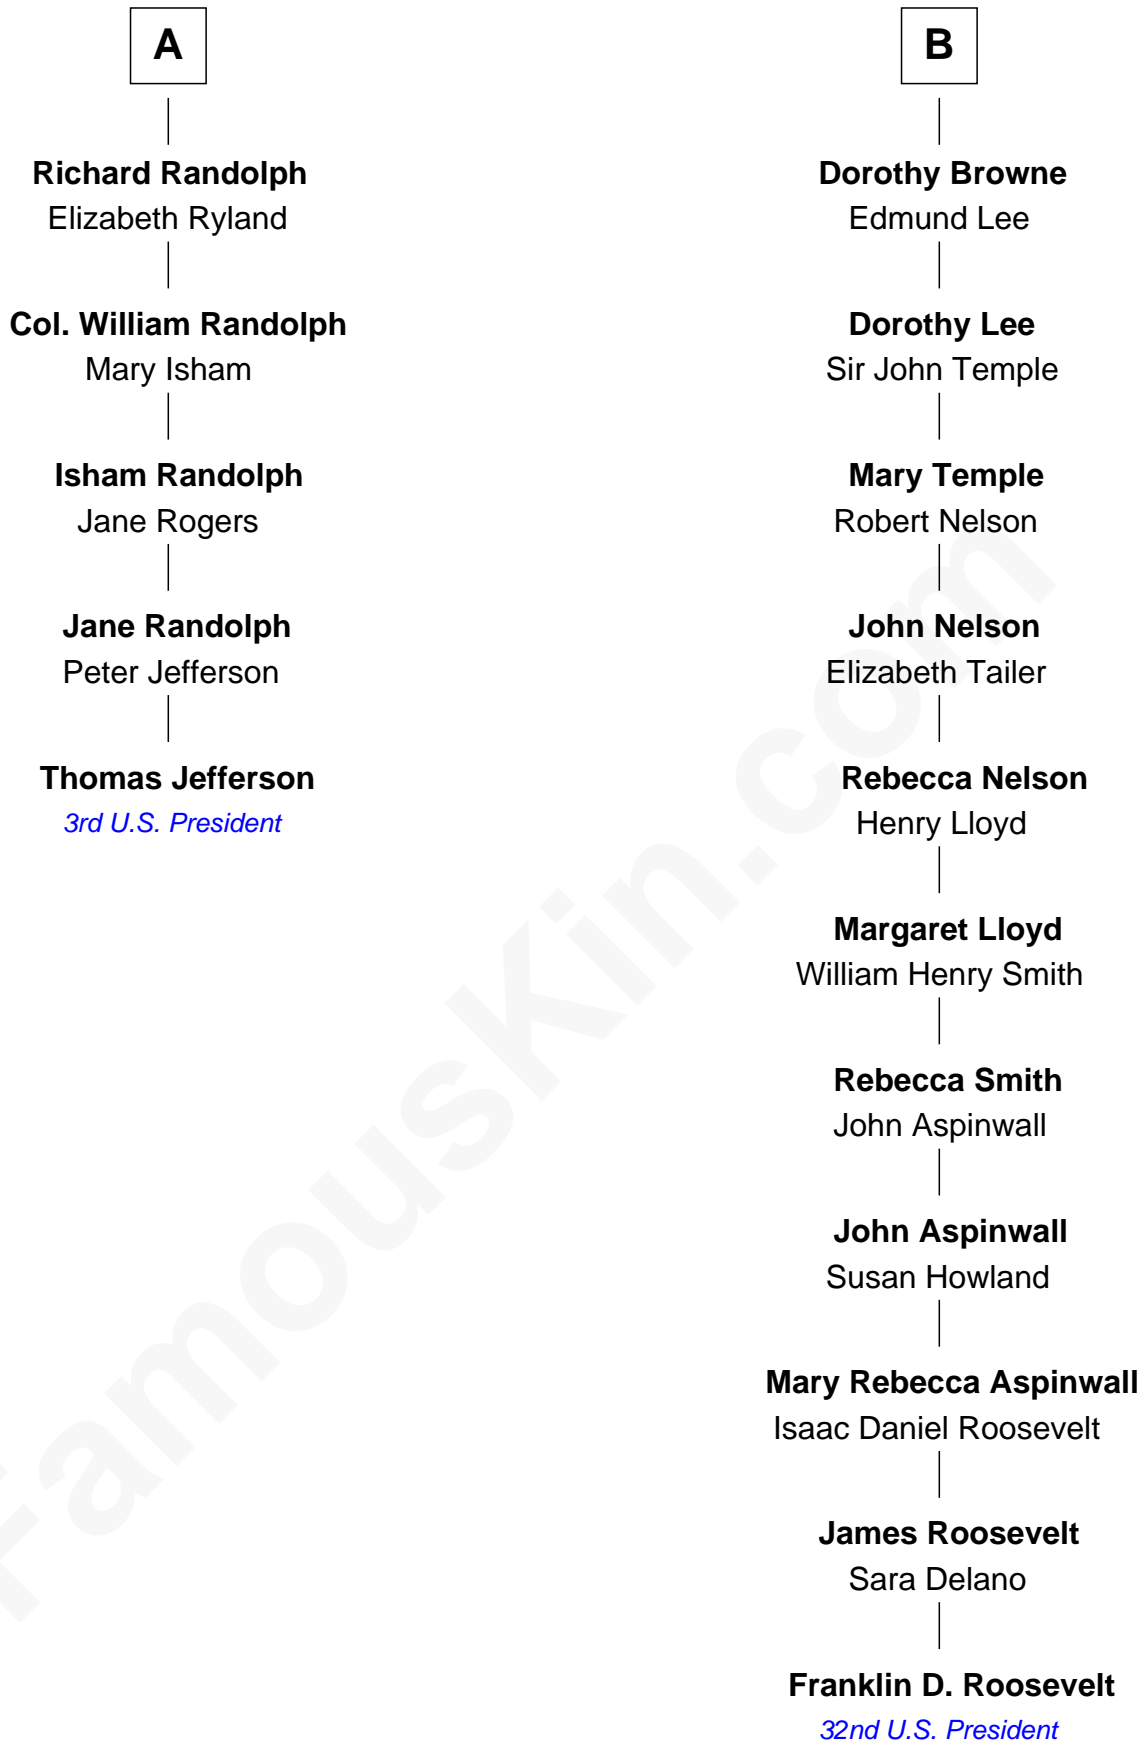 A
Richard Randolph
Elizabeth Ryland
Col. William Randolph
Mary Isham
Isham Randolph
Jane Rogers
Jane Randolph
Peter Jefferson
Thomas Jefferson
3rd U.S. President
B
Dorothy Browne
Edmund Lee
Dorothy Lee
Sir John Temple
Mary Temple
Robert Nelson
John Nelson
Elizabeth Tailer
Rebecca Nelson
Henry Lloyd
Margaret Lloyd
William Henry Smith
Rebecca Smith
John Aspinwall
John Aspinwall
Susan Howland
Mary Rebecca Aspinwall
Isaac Daniel Roosevelt
James Roosevelt
Sara Delano
Franklin D. Roosevelt
32nd U.S. President
FamousKin.com